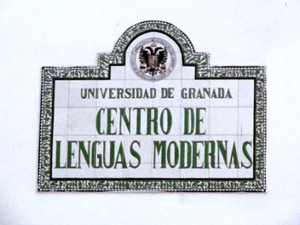 UNIVERSIDAD DE GRANADA
CENTRO DE
LENGUAS MODERNAS